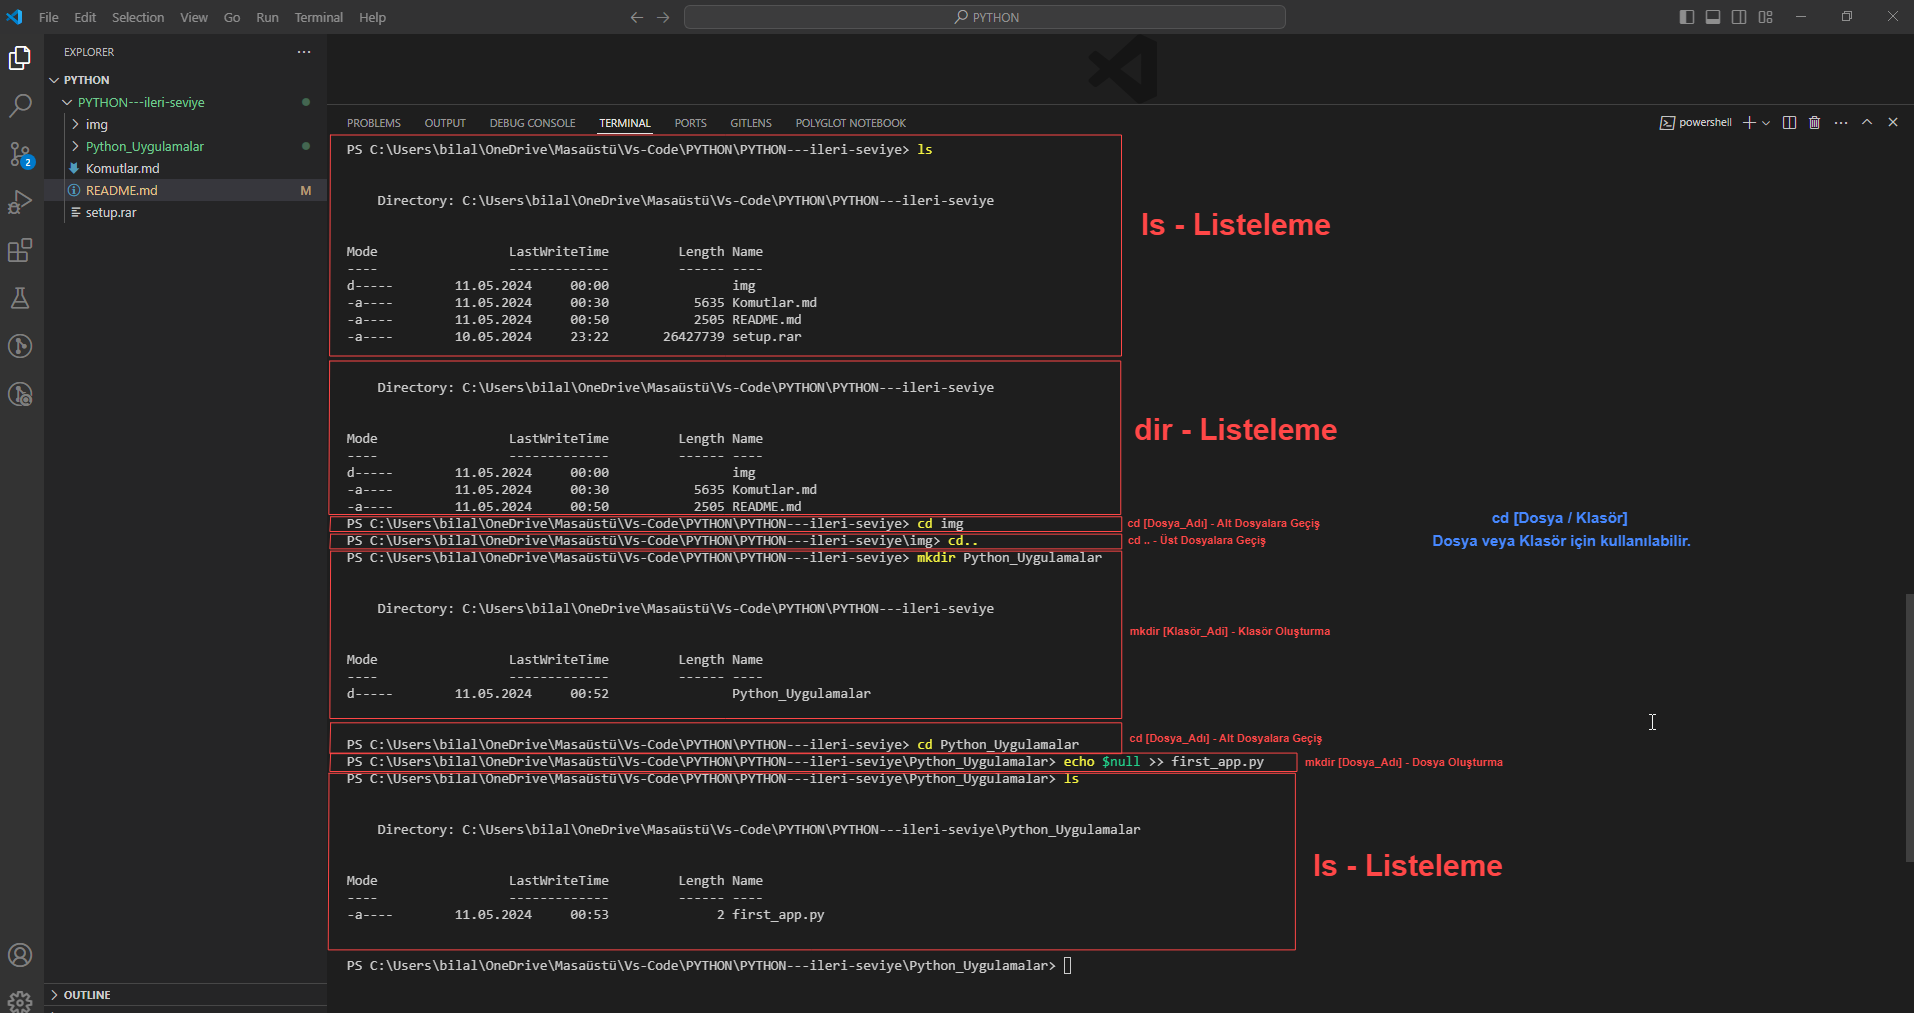 File Edit Selection View Go Run Terminal Help
PYTHON
EXPLORER
PYTHON
PYTHON---ileri-seviye
img
Python_Uygulamalar
Komutlar.md
README.md M
setup.rar
2
OUTLINE
PROBLEMS OUTPUT DEBUG CONSOLE TERMINAL PORTS GITLENS POLYGLOT NOTEBOOK
powershell
PS C:\Users\bilal\OneDrive\Masaüstü\Vs-Code\PYTHON\PYTHON---ileri-seviye> ls
Directory: C:\Users\bilal\OneDrive\Masaüstü\Vs-Code\PYTHON\PYTHON---ileri-seviye
Mode LastWriteTime Length Name
---- ------------- ------ ----
d----- 11.05.2024 00:00 img
-a---- 11.05.2024 00:30 5635 Komutlar.md
-a---- 11.05.2024 00:50 2505 README.md
-a---- 10.05.2024 23:22 26427739 setup.rar
ls - Listeleme
Directory: C:\Users\bilal\OneDrive\Masaüstü\Vs-Code\PYTHON\PYTHON---ileri-seviye
Mode LastWriteTime Length Name
---- ------------- ------ ----
d----- 11.05.2024 00:00 img
-a---- 11.05.2024 00:30 5635 Komutlar.md
-a---- 11.05.2024 00:50 2505 README.md
dir - Listeleme
PS C:\Users\bilal\OneDrive\Masaüstü\Vs-Code\PYTHON\PYTHON---ileri-seviye> cd img
cd [Dosya_Adı] - Alt Dosyalara Geçiş
PS C:\Users\bilal\OneDrive\Masaüstü\Vs-Code\PYTHON\PYTHON---ileri-seviye\img> cd..
cd .. - Üst Dosyalara Geçiş
cd [Dosya / Klasör]
Dosya veya Klasör için kullanılabilir.
PS C:\Users\bilal\OneDrive\Masaüstü\Vs-Code\PYTHON\PYTHON---ileri-seviye> mkdir Python_Uygulamalar
Directory: C:\Users\bilal\OneDrive\Masaüstü\Vs-Code\PYTHON\PYTHON---ileri-seviye
mkdir [Klasör_Adi] - Klasör Oluşturma
Mode LastWriteTime Length Name
---- ------------- ------ ----
d----- 11.05.2024 00:52 Python_Uygulamalar
PS C:\Users\bilal\OneDrive\Masaüstü\Vs-Code\PYTHON\PYTHON---ileri-seviye> cd Python_Uygulamalar
cd [Dosya_Adı] - Alt Dosyalara Geçiş
PS C:\Users\bilal\OneDrive\Masaüstü\Vs-Code\PYTHON\PYTHON---ileri-seviye\Python_Uygulamalar> echo $null >> first_app.py
mkdir [Dosya_Adı] - Dosya Oluşturma
PS C:\Users\bilal\OneDrive\Masaüstü\Vs-Code\PYTHON\PYTHON---ileri-seviye\Python_Uygulamalar> ls
Directory: C:\Users\bilal\OneDrive\Masaüstü\Vs-Code\PYTHON\PYTHON---ileri-seviye\Python_Uygulamalar
Mode LastWriteTime Length Name
---- ------------- ------ ----
-a---- 11.05.2024 00:53 2 first_app.py
ls - Listeleme
PS C:\Users\bilal\OneDrive\Masaüstü\Vs-Code\PYTHON\PYTHON---ileri-seviye\Python_Uygulamalar>